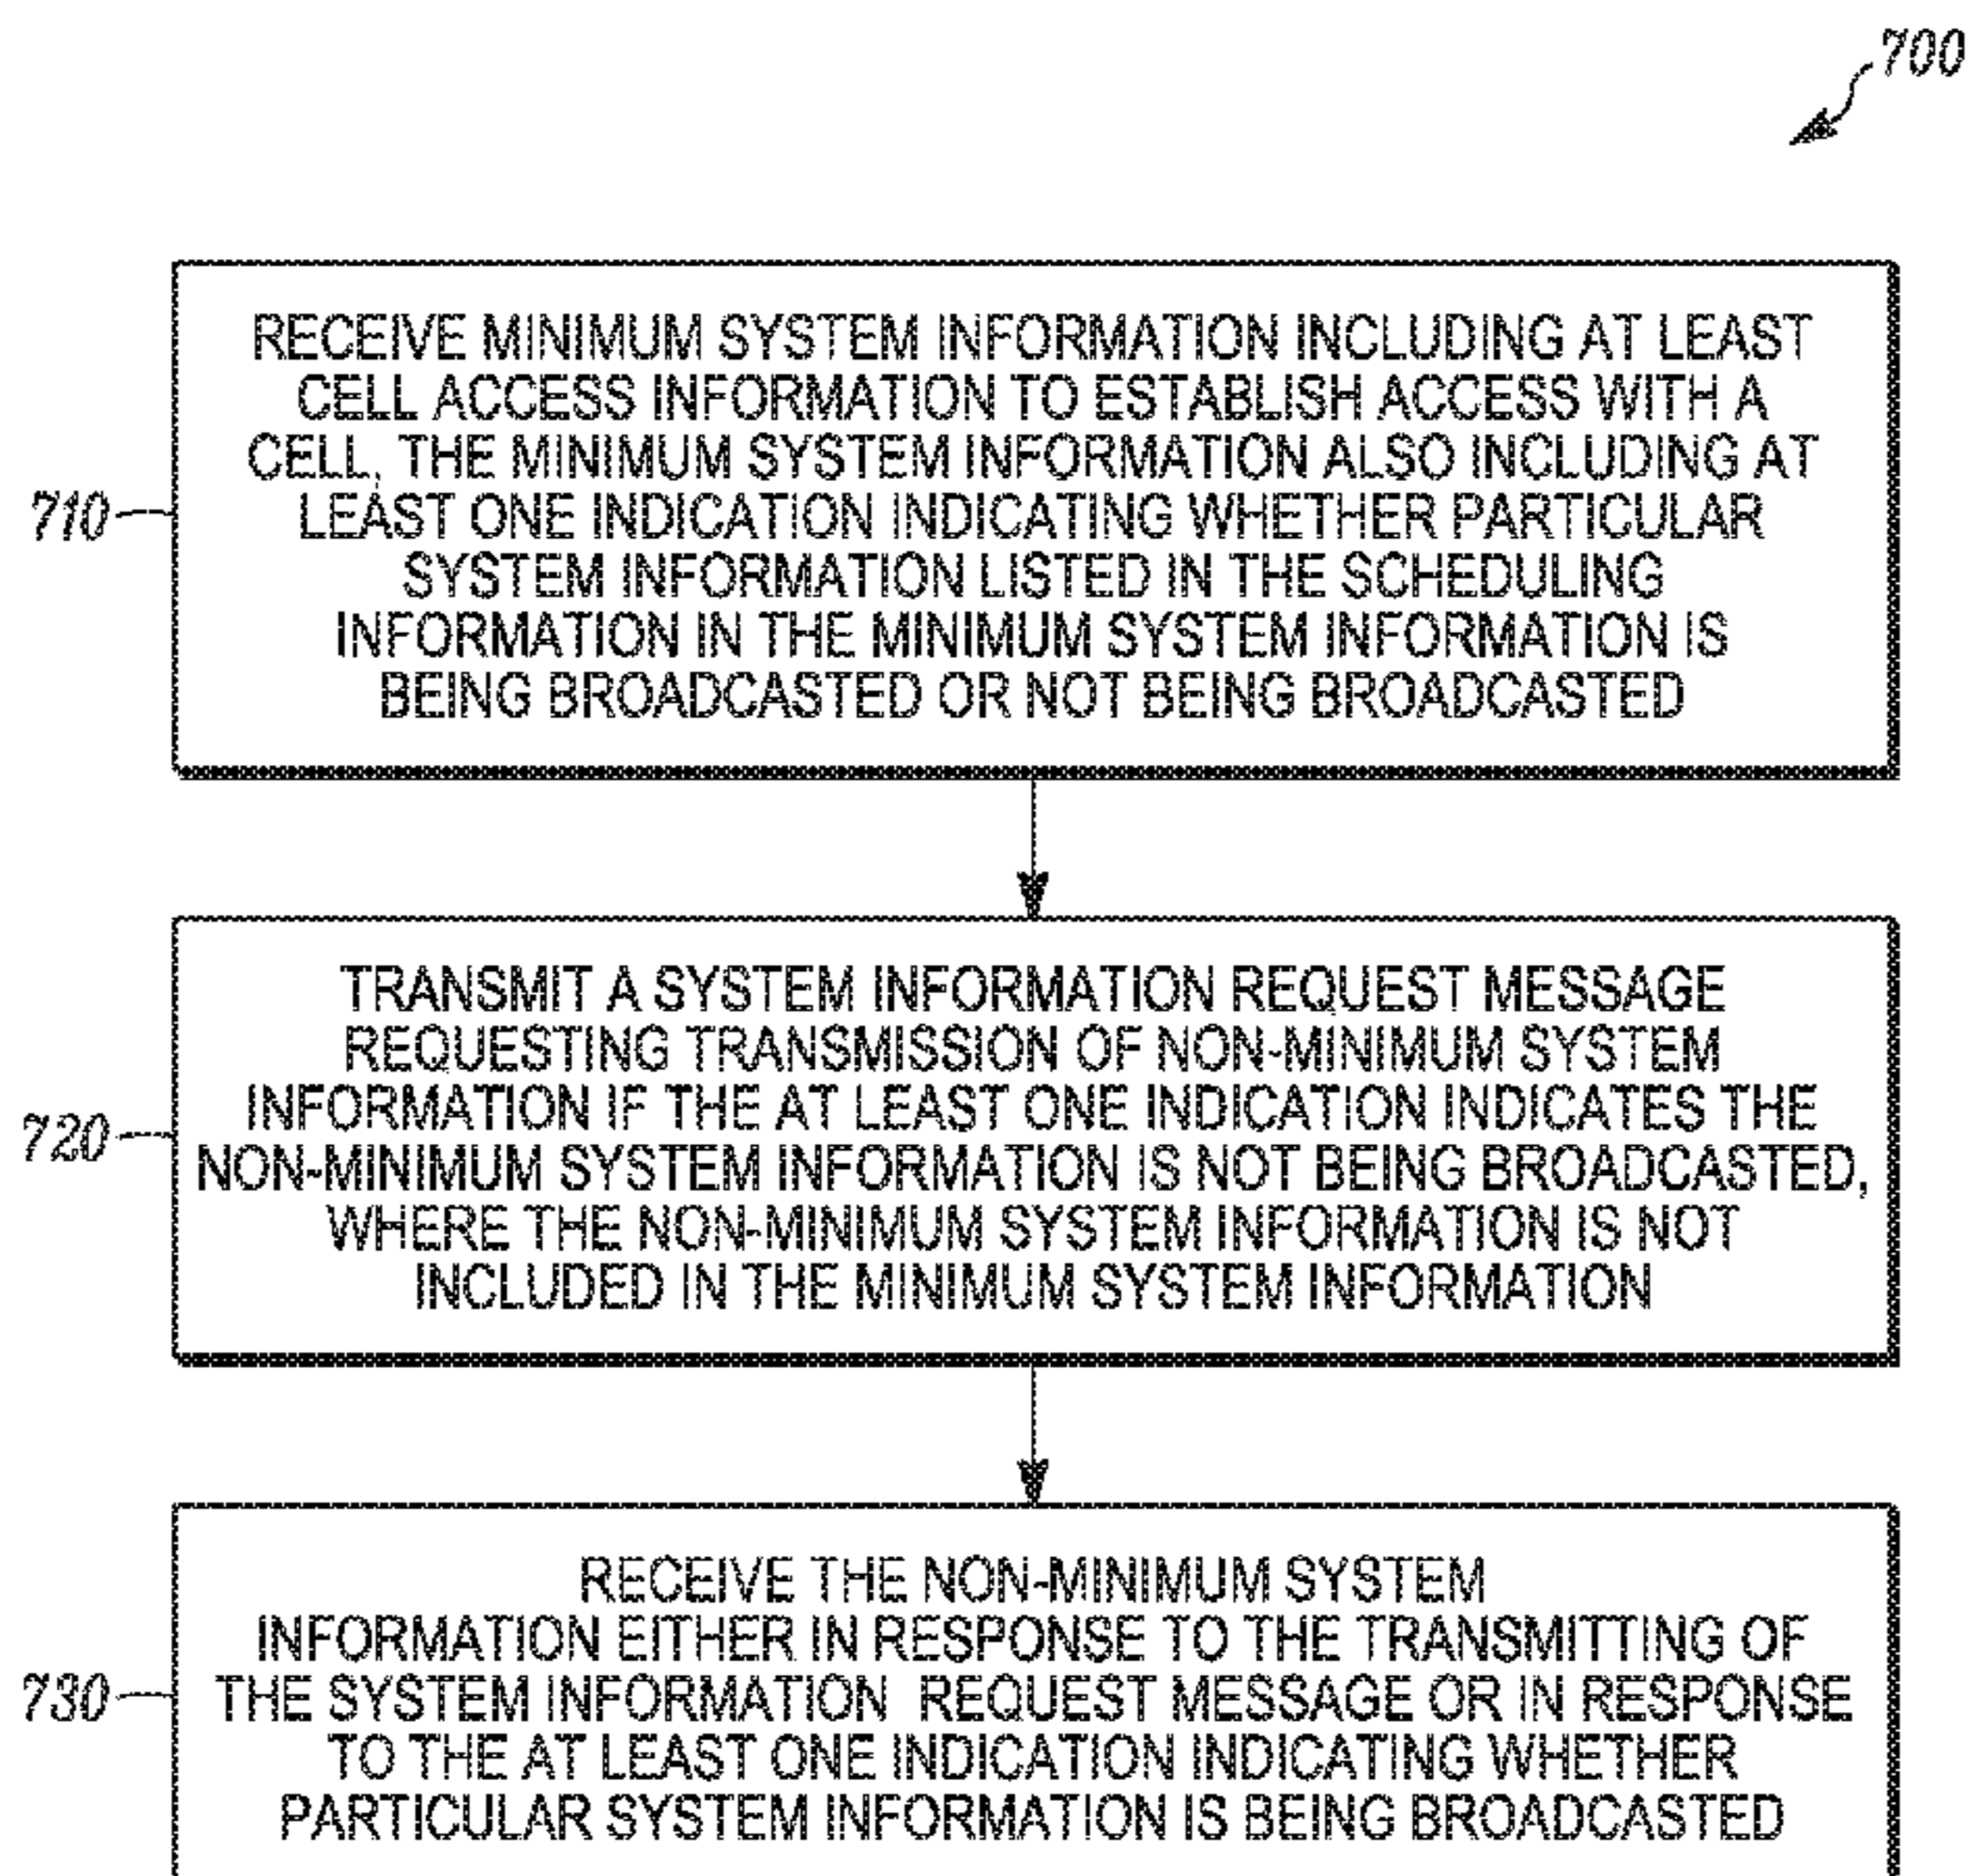 700
RECEIVE MINIMUM SYSTEM INFORMATION INCLUDING AT LEAST
CELL ACCESS INFORMATION TO ESTABLISH ACCESS WITH A
CELL, THE MINIMUM SYSTEM INFORMATION ALSO INCLUDING AT
LEAST ONE INDICATION INDICATING WHETHER PARTICULAR
SYSTEM INFORMATION LISTED IN THE SCHEDULING
INFORMATION IN THE MINIMUM SYSTEM INFORMATION IS
BEING BROADCASTED OR NOT BEING BROADCASTED
710
TRANSMIT A SYSTEM INFORMATION REQUEST MESSAGE
REQUESTING TRANSMISSION OF NON-MINIMUM SYSTEM
INFORMATION IF THE AT LEAST ONE INDICATION INDICATES THE
NON-MINIMUM SYSTEM INFORMATION IS NOT BEING BROADCASTED,
WHERE THE NON-MINIMUM SYSTEM INFORMATION IS NOT
INCLUDED IN THE MINIMUM SYSTEM INFORMATION
720
RECEIVE THE NON-MINIMUM SYSTEM
INFORMATION EITHER IN RESPONSE TO THE TRANSMITTING OF
THE SYSTEM INFORMATION REQUEST MESSAGE OR IN RESPONSE
TO THE AT LEAST ONE INDICATION INDICATING WHETHER
PARTICULAR SYSTEM INFORMATION IS BEING BROADCASTED
730